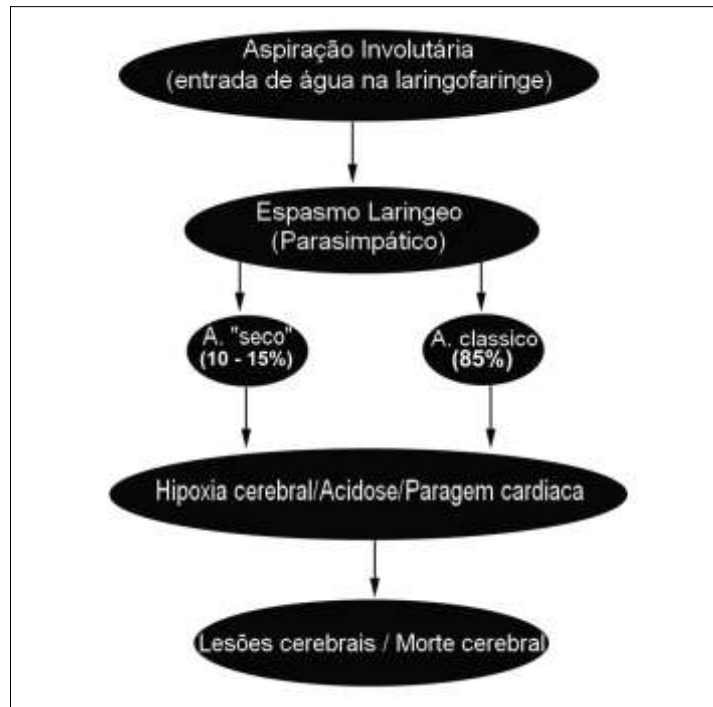 Aspiração Involutária
(entrada de água na laringofaringe)
Espasmo Laringeo
(Parasimpático)
A. "seco"
(10 - 15%)
A. classico
(85%)
Hipoxia cerebral/Acidose/Paragem cardiaca
Lesões cerebrais / Morte cerebral